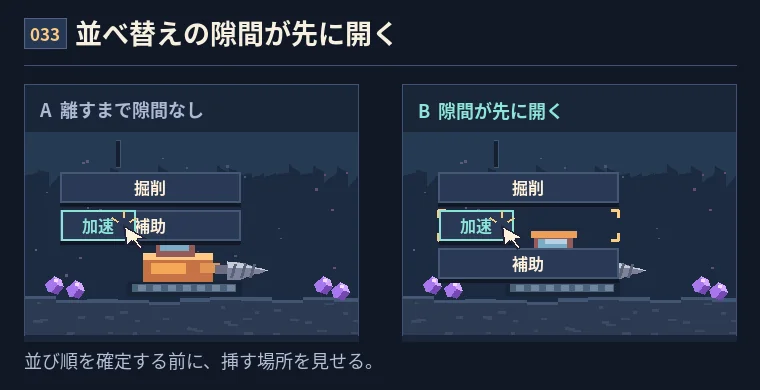 033 並べ替えの隙間が先に開く
A 離すまで隙間なし
掘削
加速
補助
B 隙間が先に開く
掘削
加速
補助
並び順を確定する前に、挿す場所を見せる。